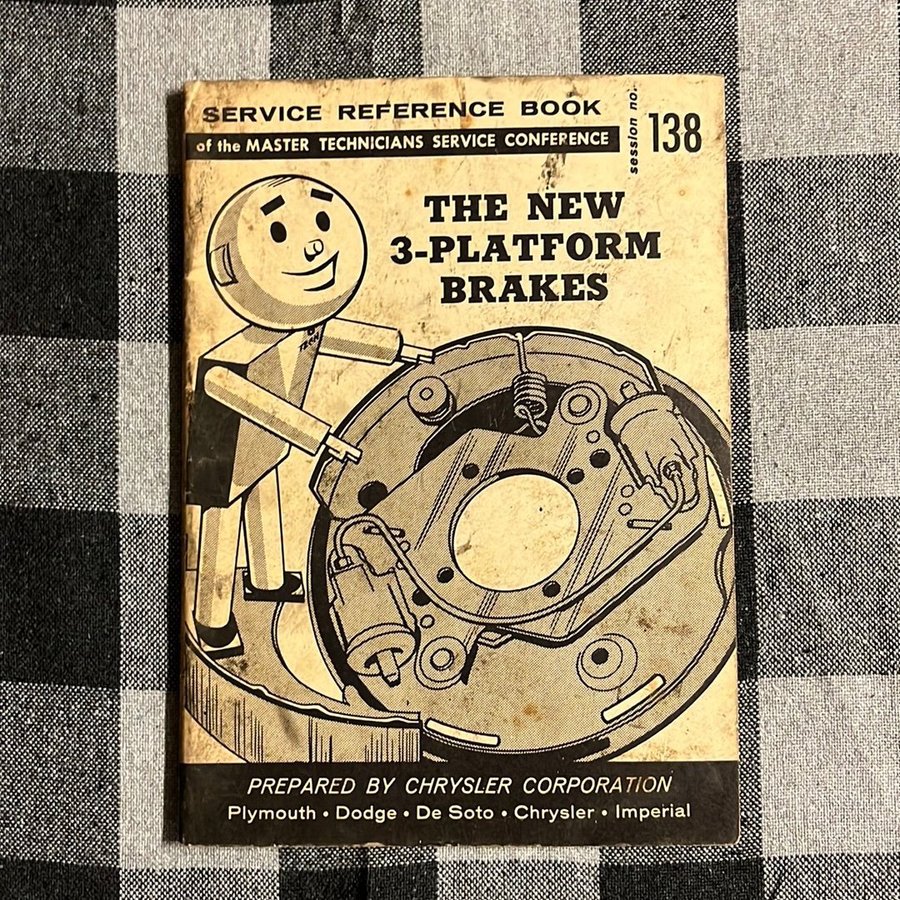 SERVICE REFERENCE BOOK
of the MASTER TECHNICIANS SERVICE CONFERENCE
session no. 138
THE NEW
3-PLATFORM
BRAKES
TECH
PREPARED BY CHRYSLER CORPORATION
Plymouth • Dodge • De Soto • Chrysler • Imperial